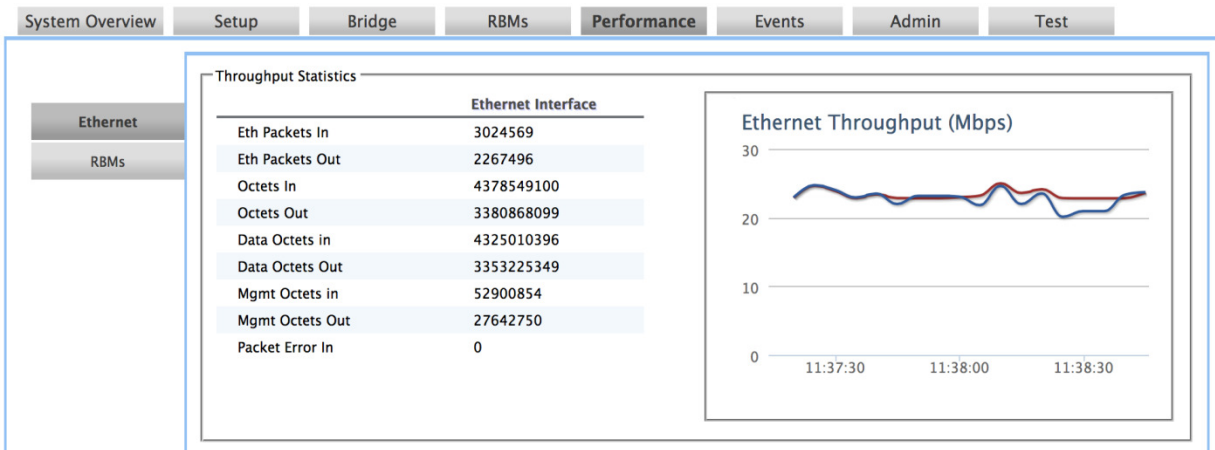 System Overview Setup Bridge RBMs Performance Events Admin Test
Ethernet
RBMs
Throughput Statistics
Ethernet Interface
Eth Packets In 3024569
Eth Packets Out 2267496
Octets In 4378549100
Octets Out 3380868099
Data Octets in 4325010396
Data Octets Out 3353225349
Mgmt Octets in 52900854
Mgmt Octets Out 27642750
Packet Error In 0
Ethernet Throughput (Mbps)
30
20
10
0
11:37:30 11:38:00 11:38:30